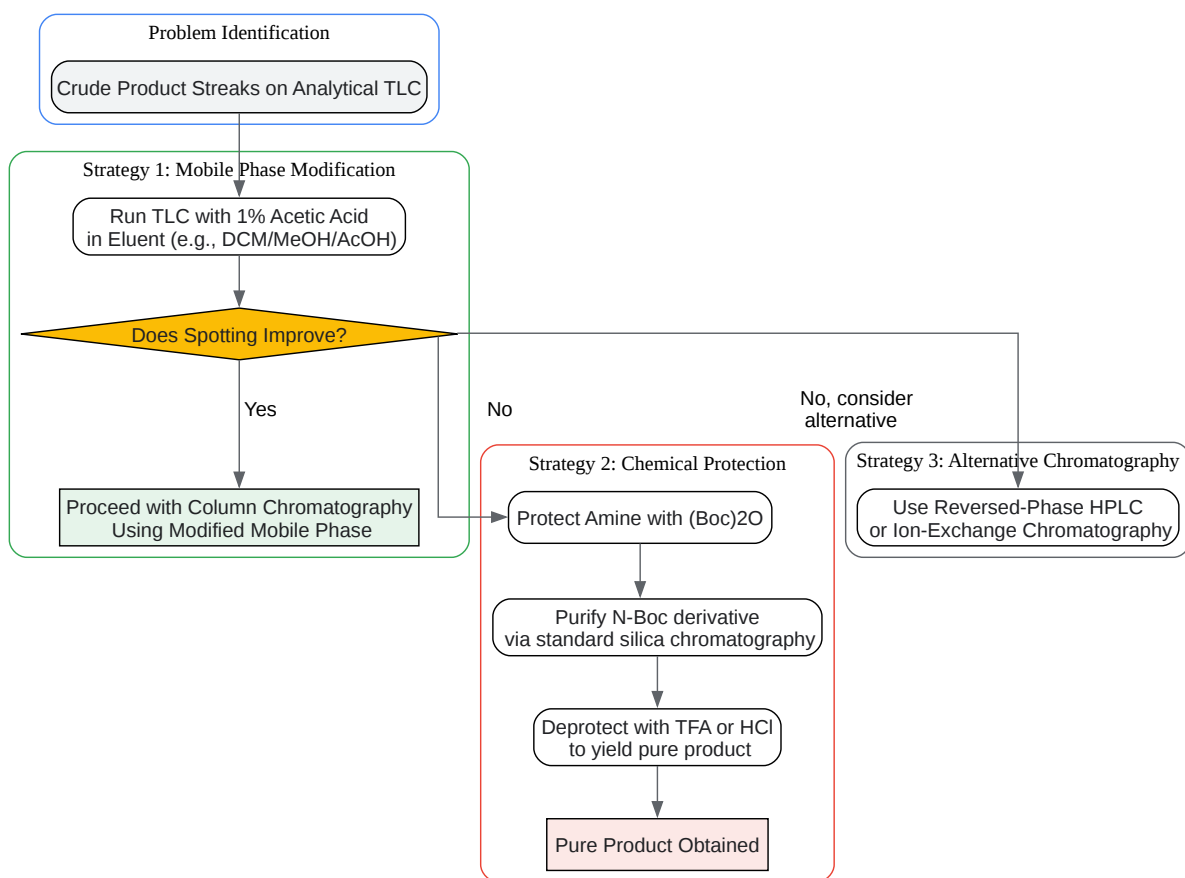 Problem Identification
Crude Product Streaks on Analytical TLC
Strategy 1: Mobile Phase Modification
Run TLC with 1% Acetic Acid
in Eluent (e.g., DCM/MeOH/AcOH)
Does Spotting Improve?
Yes
No
No, consider
alternative
Proceed with Column Chromatography
Using Modified Mobile Phase
Strategy 2: Chemical Protection
Protect Amine with (Boc)2O
Purify N-Boc derivative
via standard silica chromatography
Deprotect with TFA or HCl
to yield pure product
Pure Product Obtained
Strategy 3: Alternative Chromatography
Use Reversed-Phase HPLC
or Ion-Exchange Chromatography